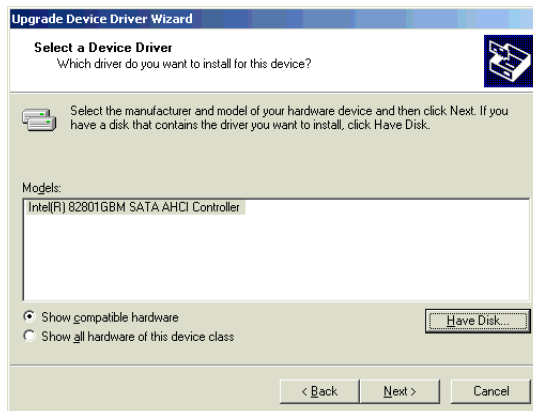 Upgrade Device Driver Wizard
Select a Device Driver
Which driver do you want to install for this device?
Select the manufacturer and model of your hardware device and then click Next. If you
have a disk that contains the driver you want to install, click Have Disk.
Models:
Intel(R) 82801GBM SATA AHCI Controller
Show compatible hardware
Show all hardware of this device class
Have Disk...
< Back
Next >
Cancel